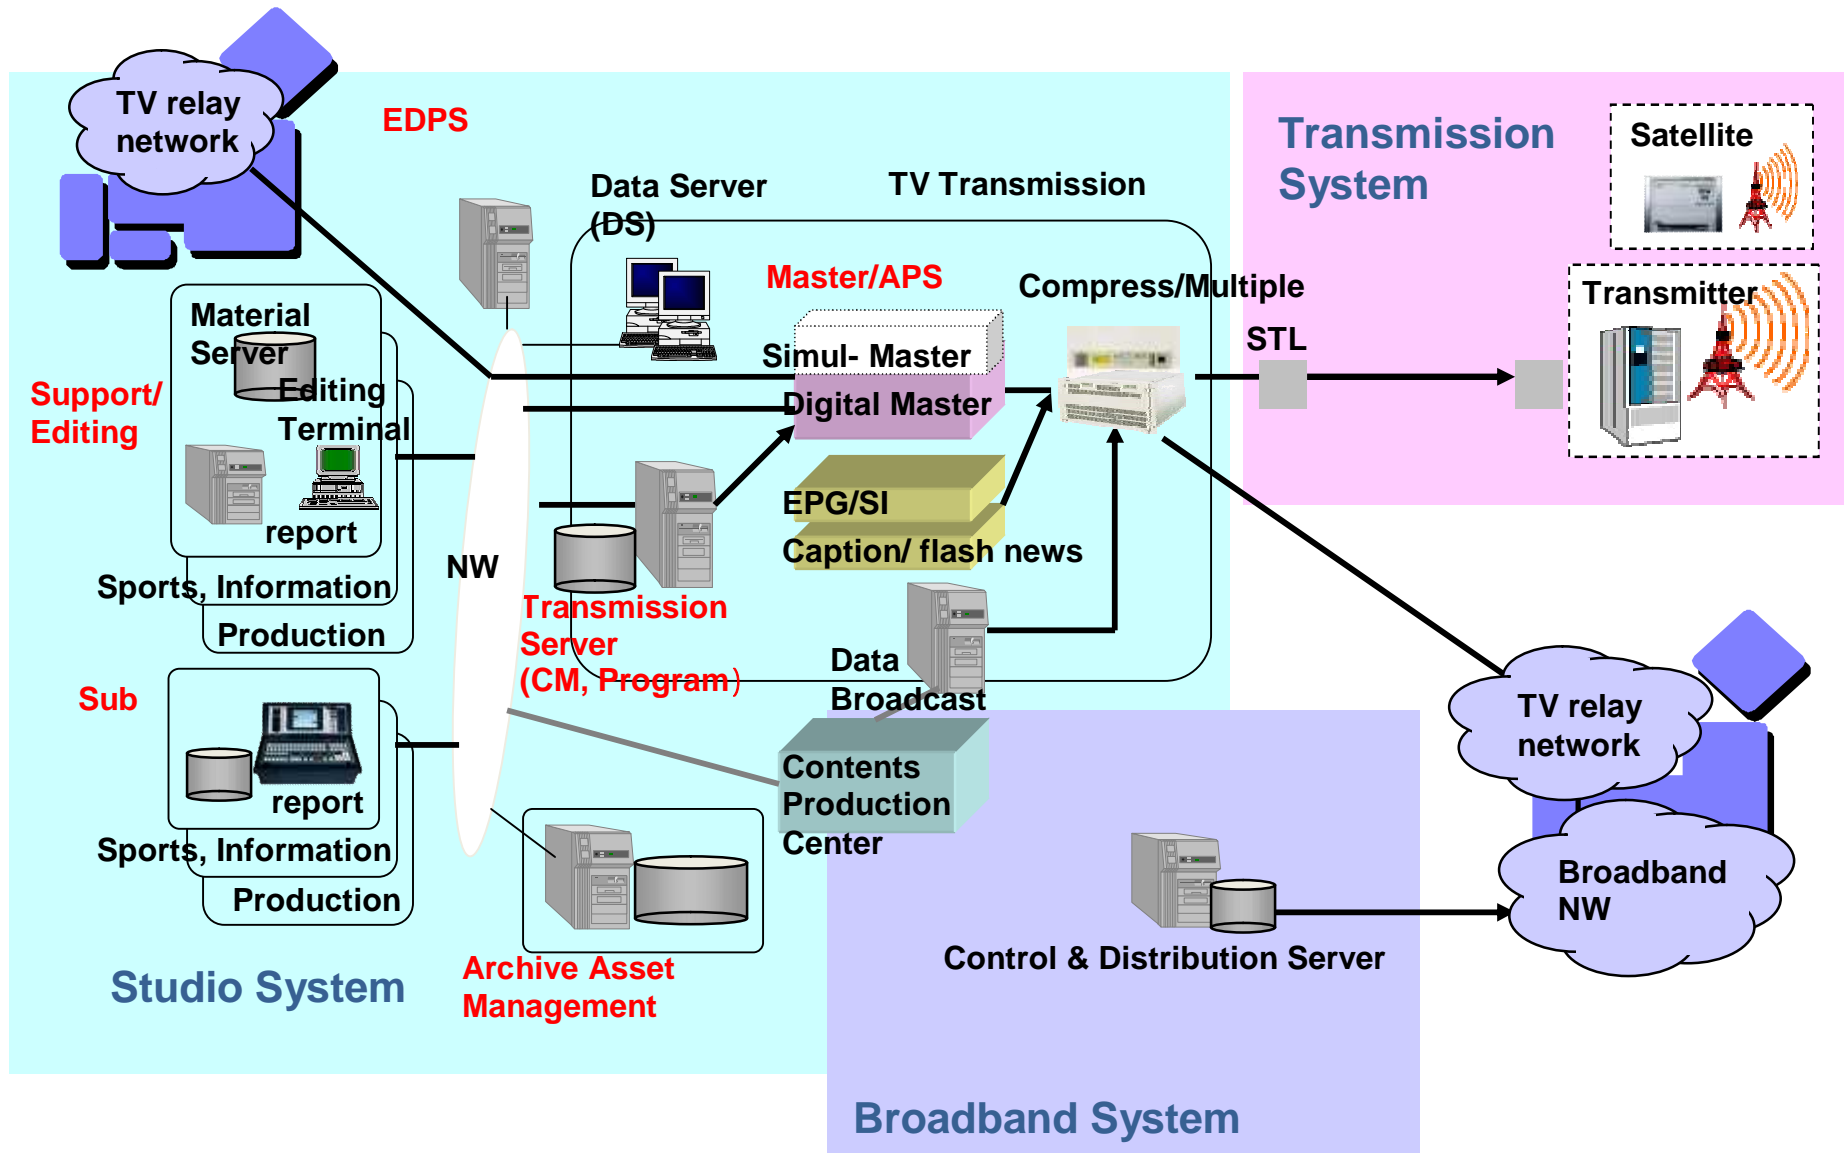 TV relay
network
EDPS
Data Server
(DS)
TV Transmission
Transmission
System
Satellite
Master/APS
Compress/Multiple
Transmitter
Material
Server
Simul- Master
STL
Support/
Editing
Editing
Terminal
Digital Master
report
EPG/SI
Caption/ flash news
NW
Sports, Information
Production
Transmission
Server
(CM, Program)
Data
Broadcast
Sub
report
Sports, Information
Production
Contents
Production
Center
TV relay
network
Broadband
NW
Control & Distribution Server
Archive Asset
Management
Studio System
Broadband System